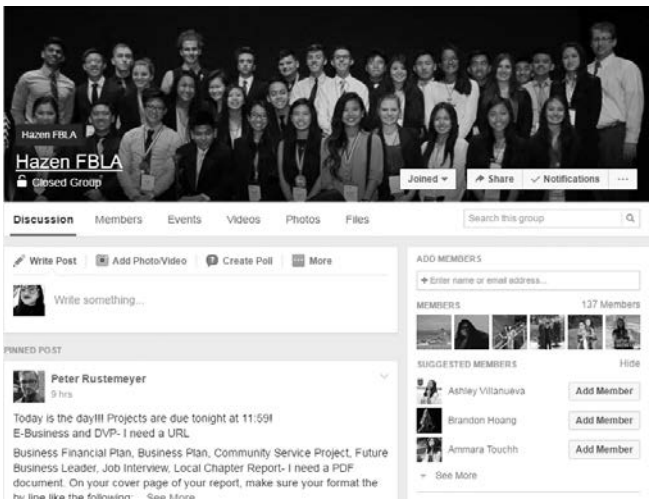 Hazen FBLA
Hazen FBLA
Closed Group
Joined
Share
Notifications
Discussion
Members
Events
Videos
Photos
Files
Search this group
Write Post
Add Photo/Video
Create Poll
More
Write something...
PINNED POST
Peter Rustemeyer
9 hrs
Today is the day!!! Projects are due tonight at 11:59!
E-Business and DVP- I need a URL
Business Financial Plan, Business Plan, Community Service Project, Future
Business Leader, Job Interview, Local Chapter Report- I need a PDF
document. On your cover page of your report, make sure your format the
by line like the following: ... See More
ADD MEMBERS
+ Enter name or email address...
MEMBERS
137 Members
SUGGESTED MEMBERS
Hide
Ashley Villanueva
Add Member
Brandon Hoang
Add Member
Ammara Touchh
Add Member
See More